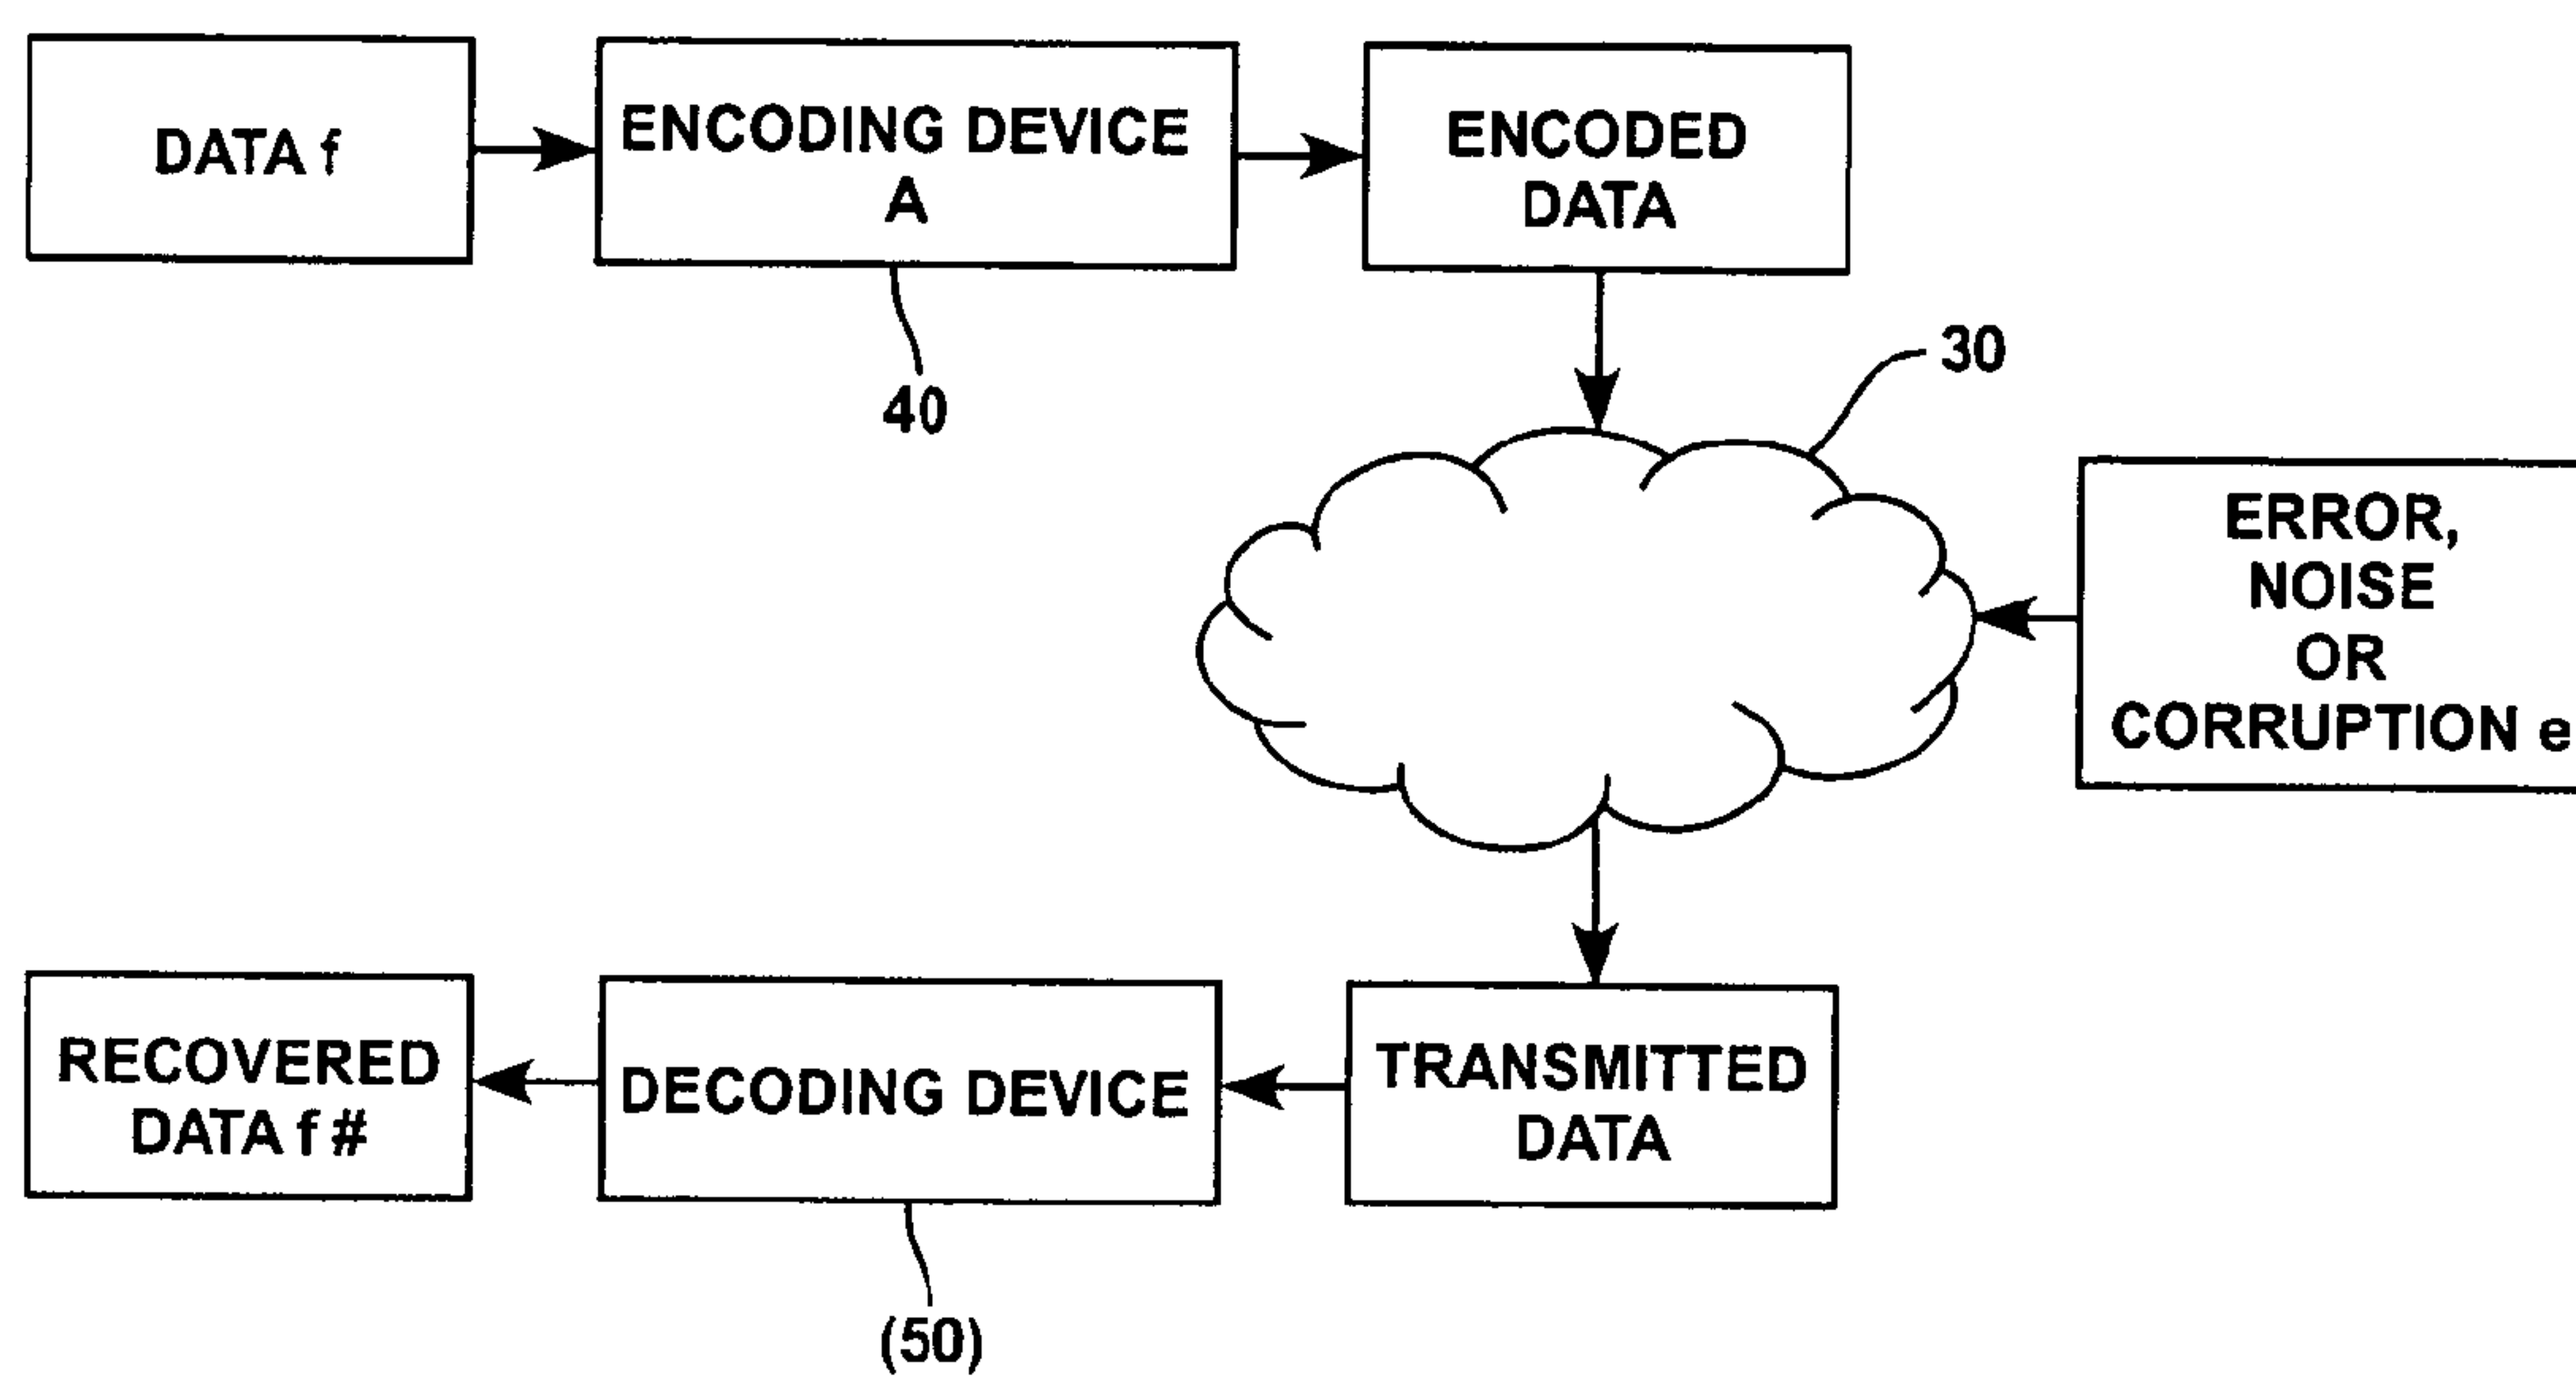 DATA f
ENCODING DEVICE
A
ENCODED
DATA
40
30
ERROR,
NOISE
OR
CORRUPTION e
RECOVERED
DATA f #
DECODING DEVICE
TRANSMITTED
DATA
(50)